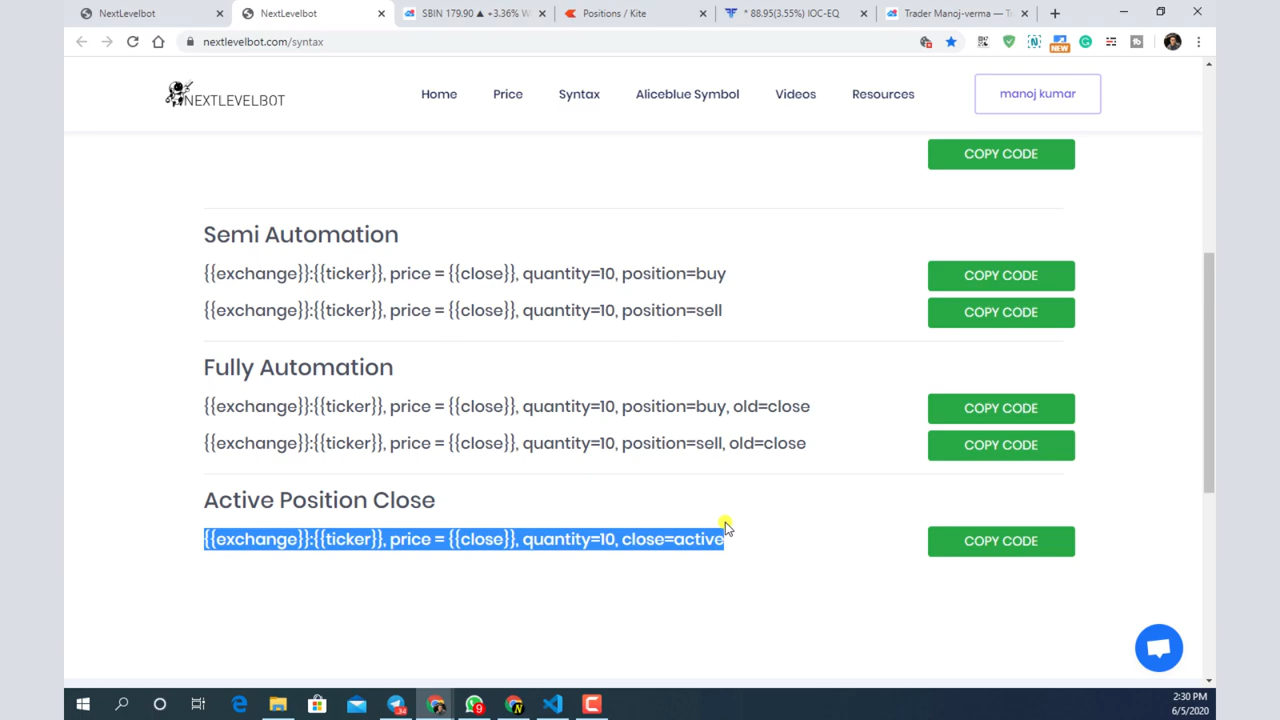 NextLevelbot
NextLevelbot
SBIN 179.90 ▲ +3.36%
Positions / Kite
* 88.95(3.55%) IOC-EQ
Trader Manoj-verma —
nextlevelbot.com/syntax
NEW
NEXTLEVELBOT
Home
Price
Syntax
Aliceblue Symbol
Videos
Resources
manoj kumar
COPY CODE
Semi Automation
{{exchange}}:{{ticker}}, price = {{close}}, quantity=10, position=buy
COPY CODE
{{exchange}}:{{ticker}}, price = {{close}}, quantity=10, position=sell
COPY CODE
Fully Automation
{{exchange}}:{{ticker}}, price = {{close}}, quantity=10, position=buy, old=close
COPY CODE
{{exchange}}:{{ticker}}, price = {{close}}, quantity=10, position=sell, old=close
COPY CODE
Active Position Close
{{exchange}}:{{ticker}}, price = {{close}}, quantity=10, close=active
COPY CODE
2:30 PM
6/5/2020